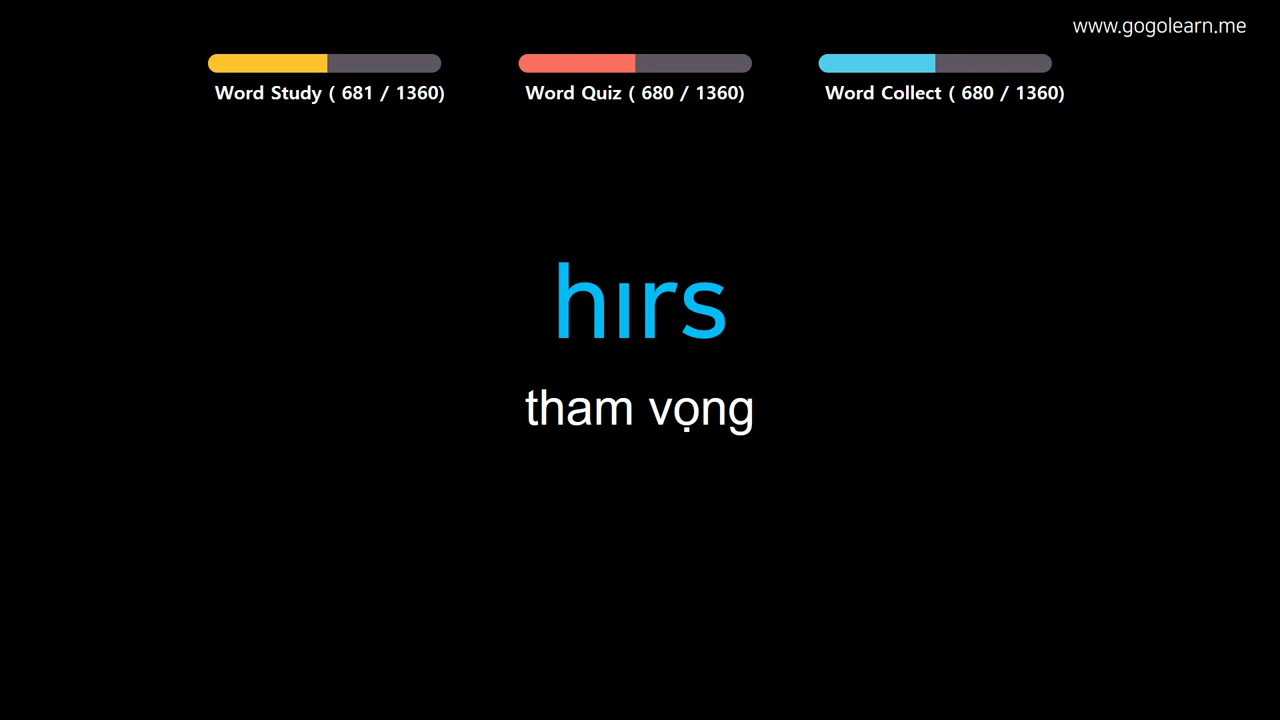 www.gogolearn.me
Word Study ( 681 / 1360)
Word Quiz ( 680 / 1360)
Word Collect ( 680 / 1360)
hırs
tham vọng